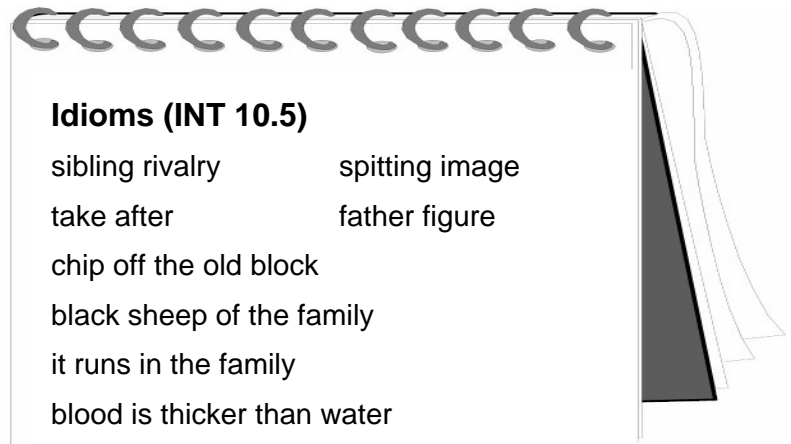 Idioms (INT 10.5)
sibling rivalry spitting image
take after father figure
chip off the old block
black sheep of the family
it runs in the family
blood is thicker than water